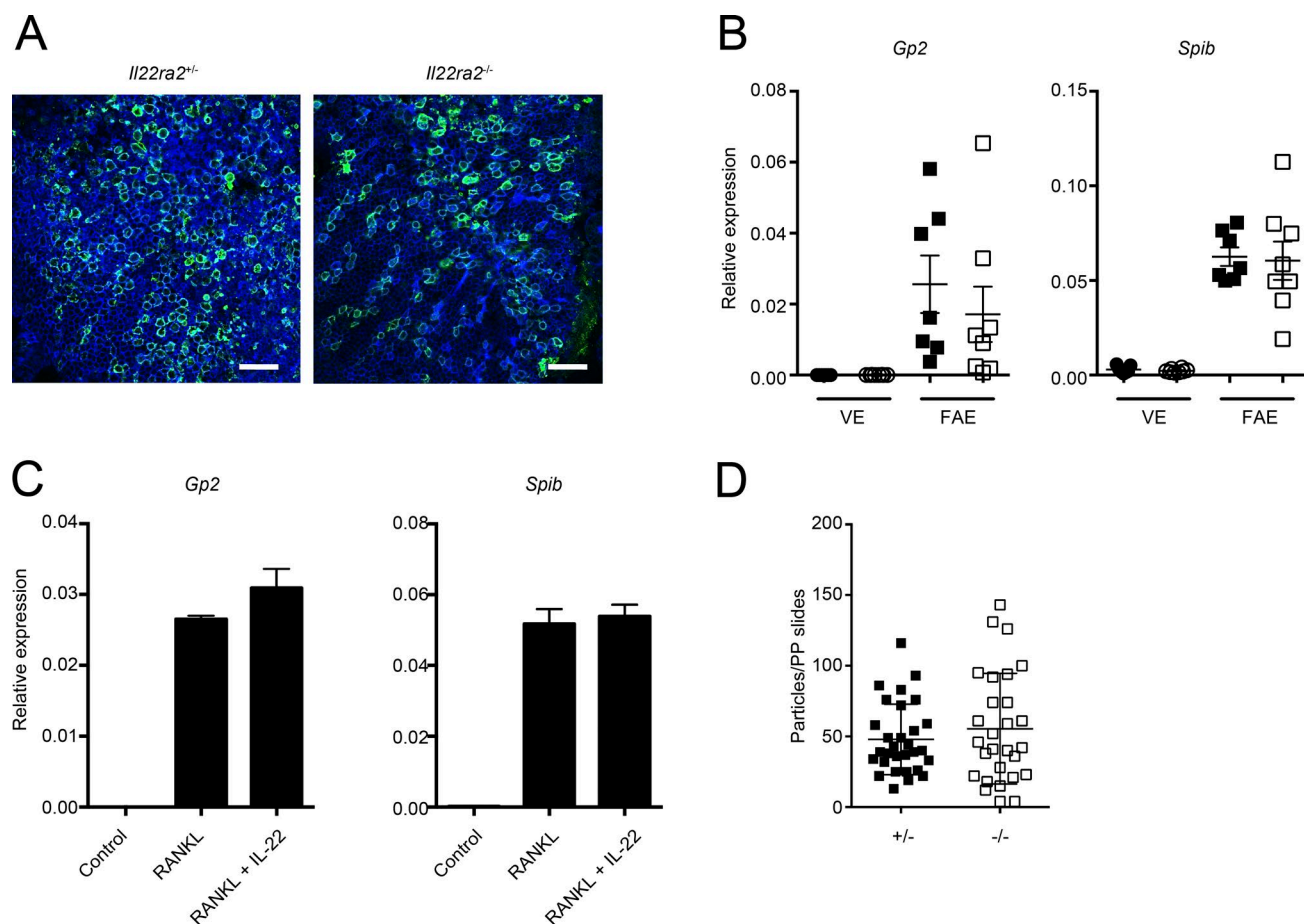 A
Il22ra2+/-
Il22ra2-/-
B
Gp2
Spib
Relative expression
0.08
0.06
0.04
0.02
0.00
VE
FAE
0.15
0.10
0.05
0.00
VE
FAE
C
Gp2
Spib
Relative expression
0.04
0.03
0.02
0.01
0.00
Control
RANKL
RANKL + IL-22
0.08
0.06
0.04
0.02
0.00
Control
RANKL
RANKL + IL-22
D
Particles/PP slides
200
150
100
50
0
+/-
-/-